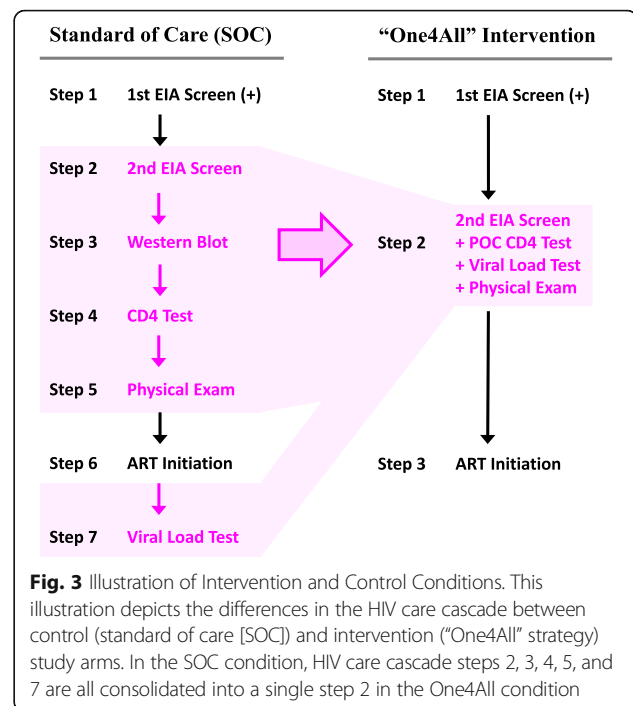 Standard of Care (SOC)
Step 1 1st EIA Screen (+)
Step 2 2nd EIA Screen
Step 3 Western Blot
Step 4 CD4 Test
Step 5 Physical Exam
Step 6 ART Initiation
Step 7 Viral Load Test
“One4All” Intervention
Step 1 1st EIA Screen (+)
2nd EIA Screen
Step 2 + POC CD4 Test
+ Viral Load Test
+ Physical Exam
Step 3 ART Initiation
Fig. 3 Illustration of Intervention and Control Conditions. This
illustration depicts the differences in the HIV care cascade between
control (standard of care [SOC]) and intervention (“One4All” strategy)
study arms. In the SOC condition, HIV care cascade steps 2, 3, 4, 5, and
7 are all consolidated into a single step 2 in the One4All condition